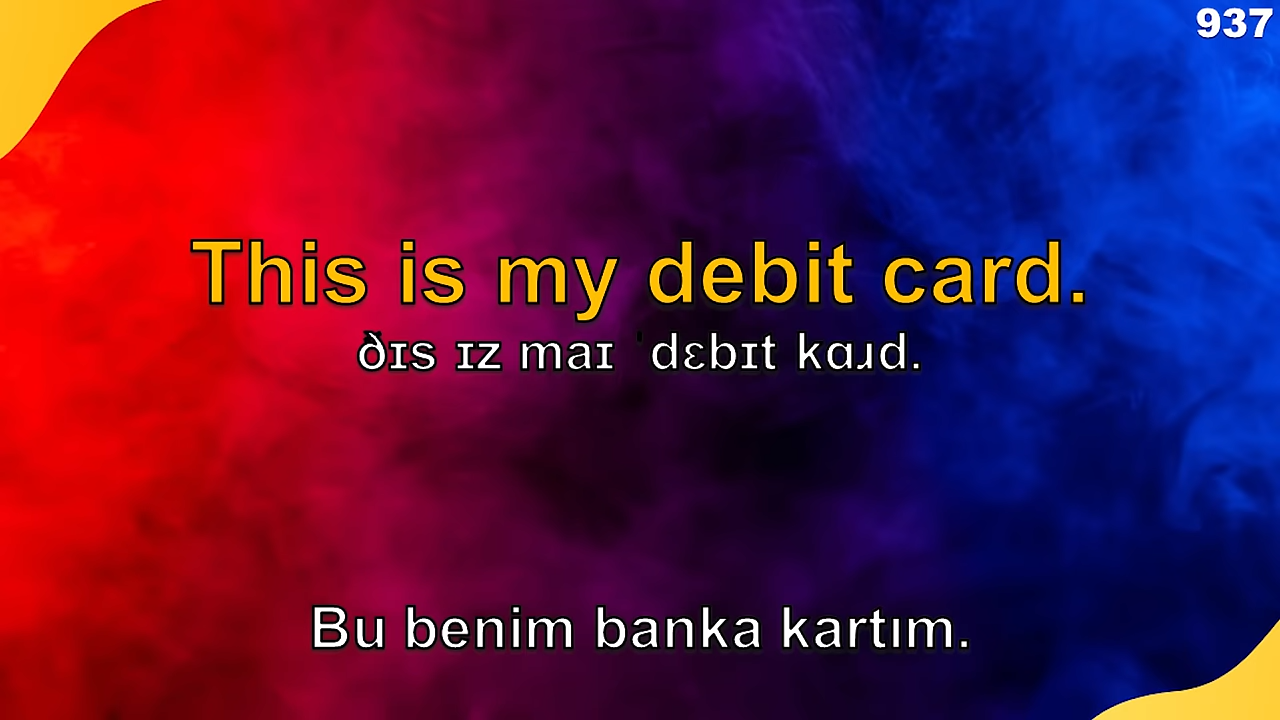 937
This is my debit card.
ðɪs ɪz maɪ ˈdɛbɪt kɑɹd.
Bu benim banka kartım.